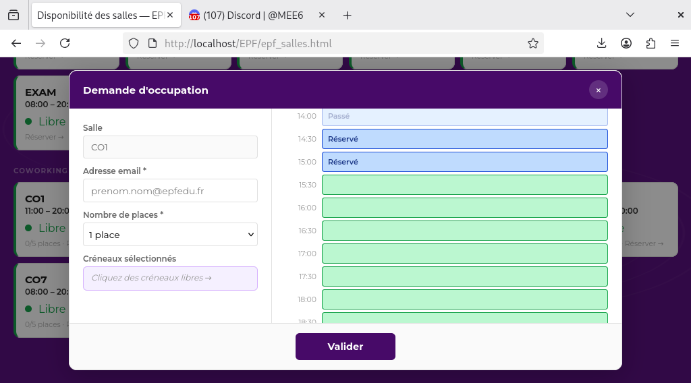 Disponibilité des salles — EPF
(107) Discord | @MEE6
http://localhost/EPF/epf_salles.html
Demande d'occupation
×
EXAM
08:00 – 20:
Libre
Réserver →
COWORKING
CO1
11:00 – 20:0
Libre
0/5 places
0:00
Réserver →
CO7
08:00 – 20:
Libre
0/5 places
Salle
CO1
Adresse email *
prenom.nom@epfedu.fr
Nombre de places *
1 place
Créneaux sélectionnés
Cliquez des créneaux libres →
14:00 Passé
14:30 Réservé
15:00 Réservé
15:30
16:00
16:30
17:00
17:30
18:00
18:30
Valider